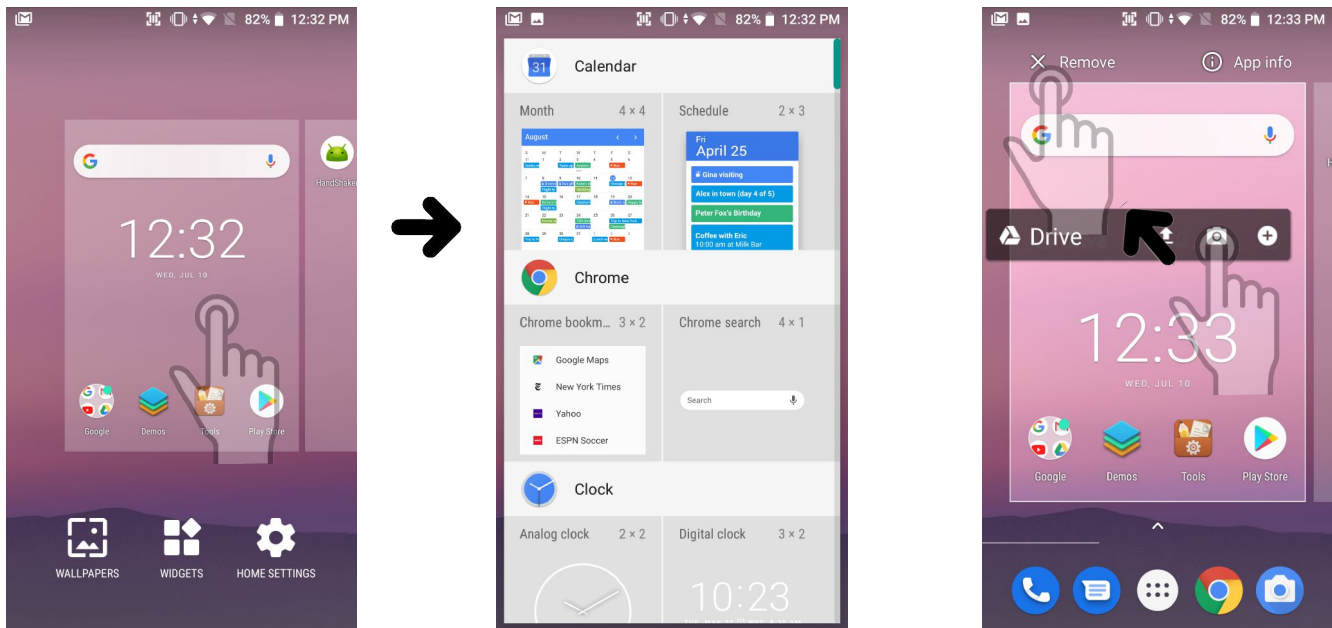 82% 12:32 PM
HandShaker
12:32
WED, JUL 10
Google Demos Tools Play Store
WALLPAPERS WIDGETS HOME SETTINGS
82% 12:32 PM
31 Calendar
Month 4 × 4 Schedule 2 × 3
August
Fri
April 25
Gina visiting
Alex in town (day 4 of 5)
Peter Fox's Birthday
Coffee with Eric
10:00 am at Milk Bar
Chrome
Chrome bookm... 3 × 2 Chrome search 4 × 1
Google Maps
New York Times
Yahoo
ESPN Soccer
Search
Clock
Analog clock 2 × 2 Digital clock 3 × 2
10:23
82% 12:33 PM
Remove App info
Drive
12:33
WED, JUL 10
Google Demos Tools Play Store